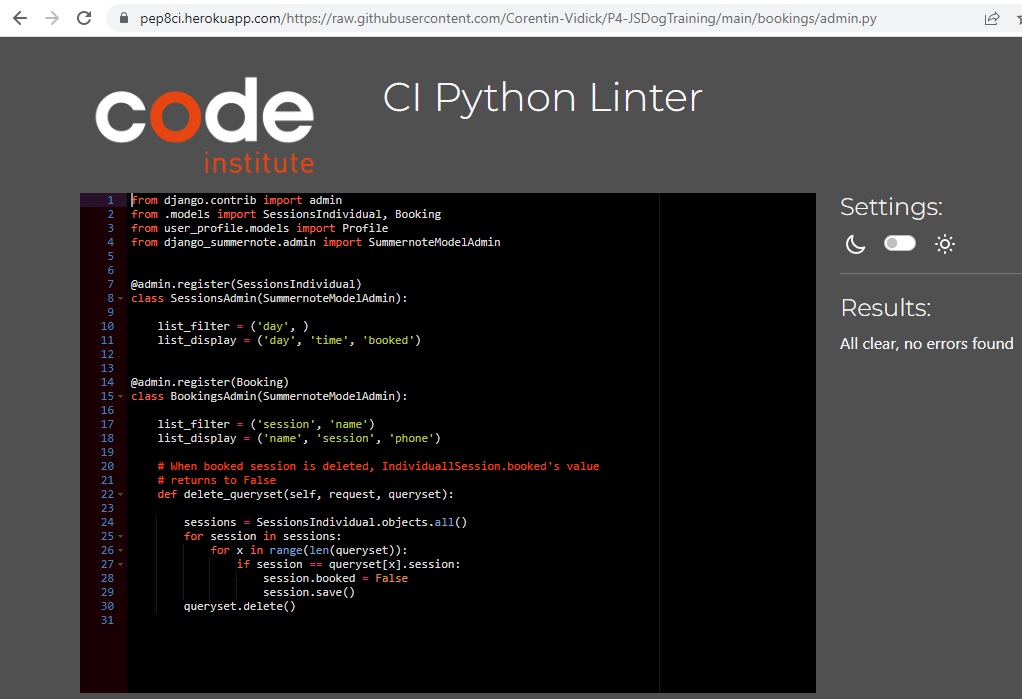 pep8ci.herokuapp.com/https://raw.githubusercontent.com/Corentin-Vidick/P4-JSDogTraining/main/bookings/admin.py
code
institute
CI Python Linter
1 from django.contrib import admin
2 from .models import SessionsIndividual, Booking
3 from user_profile.models import Profile
4 from django_summernote.admin import SummernoteModelAdmin
5
6
7 @admin.register(SessionsIndividual)
8 class SessionsAdmin(SummernoteModelAdmin):
9
10     list_filter = ('day', )
11     list_display = ('day', 'time', 'booked')
12
13
14 @admin.register(Booking)
15 class BookingsAdmin(SummernoteModelAdmin):
16
17     list_filter = ('session', 'name')
18     list_display = ('name', 'session', 'phone')
19
20     # When booked session is deleted, IndividuallSession.booked's value
21     # returns to False
22     def delete_queryset(self, request, queryset):
23
24         sessions = SessionsIndividual.objects.all()
25         for session in sessions:
26             for x in range(len(queryset)):
27                 if session == queryset[x].session:
28                     session.booked = False
29                     session.save()
30         queryset.delete()
31
Settings:
Results:
All clear, no errors found